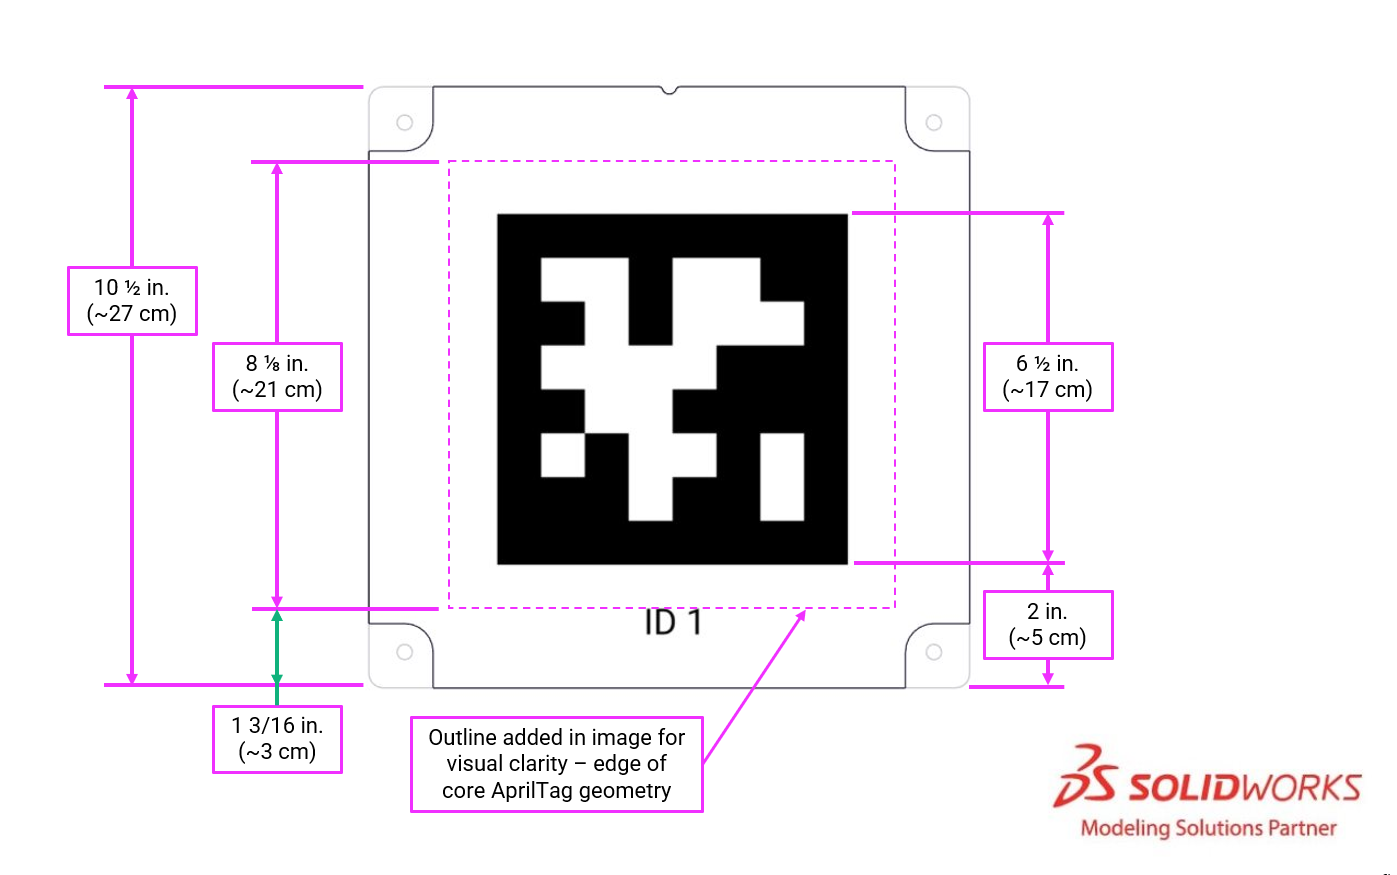 10 ½ in.
(~27 cm)
8 ⅛ in.
(~21 cm)
6 ½ in.
(~17 cm)
ID 1
2 in.
(~5 cm)
1 3/16 in.
(~3 cm)
Outline added in image for
visual clarity – edge of
core AprilTag geometry
SOLIDWORKS
Modeling Solutions Partner